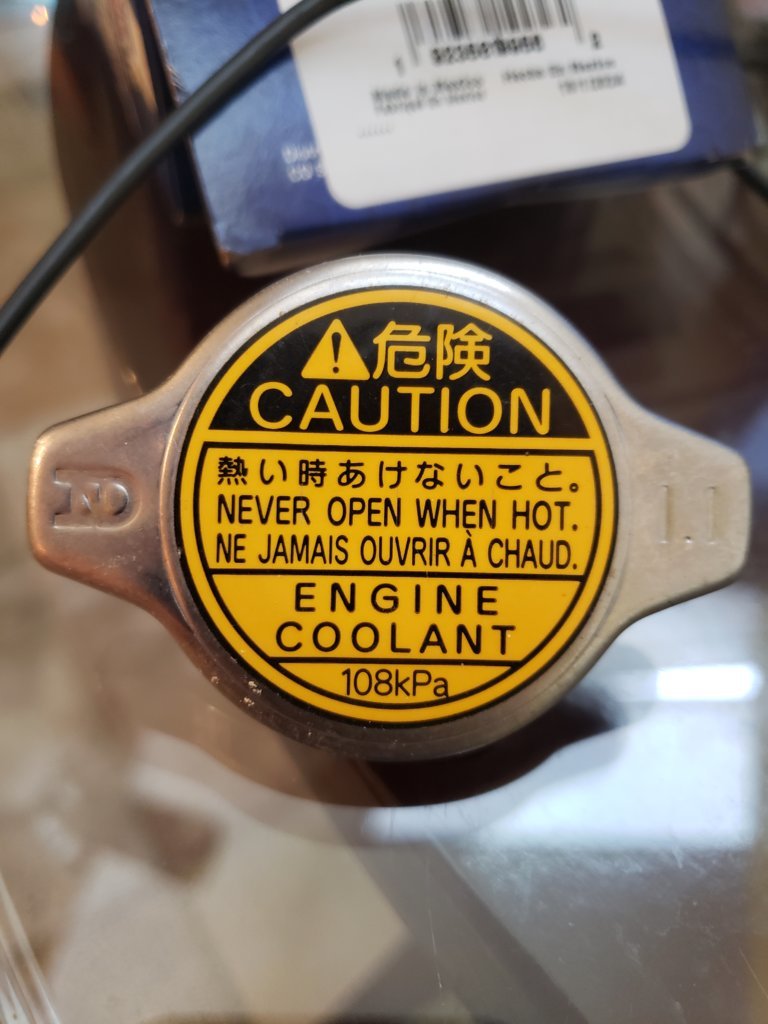 危険
CAUTION
熱い時あけないこと。
NEVER OPEN WHEN HOT.
NE JAMAIS OUVRIR À CHAUD.
ENGINE
COOLANT
108kPa
ND
1.1